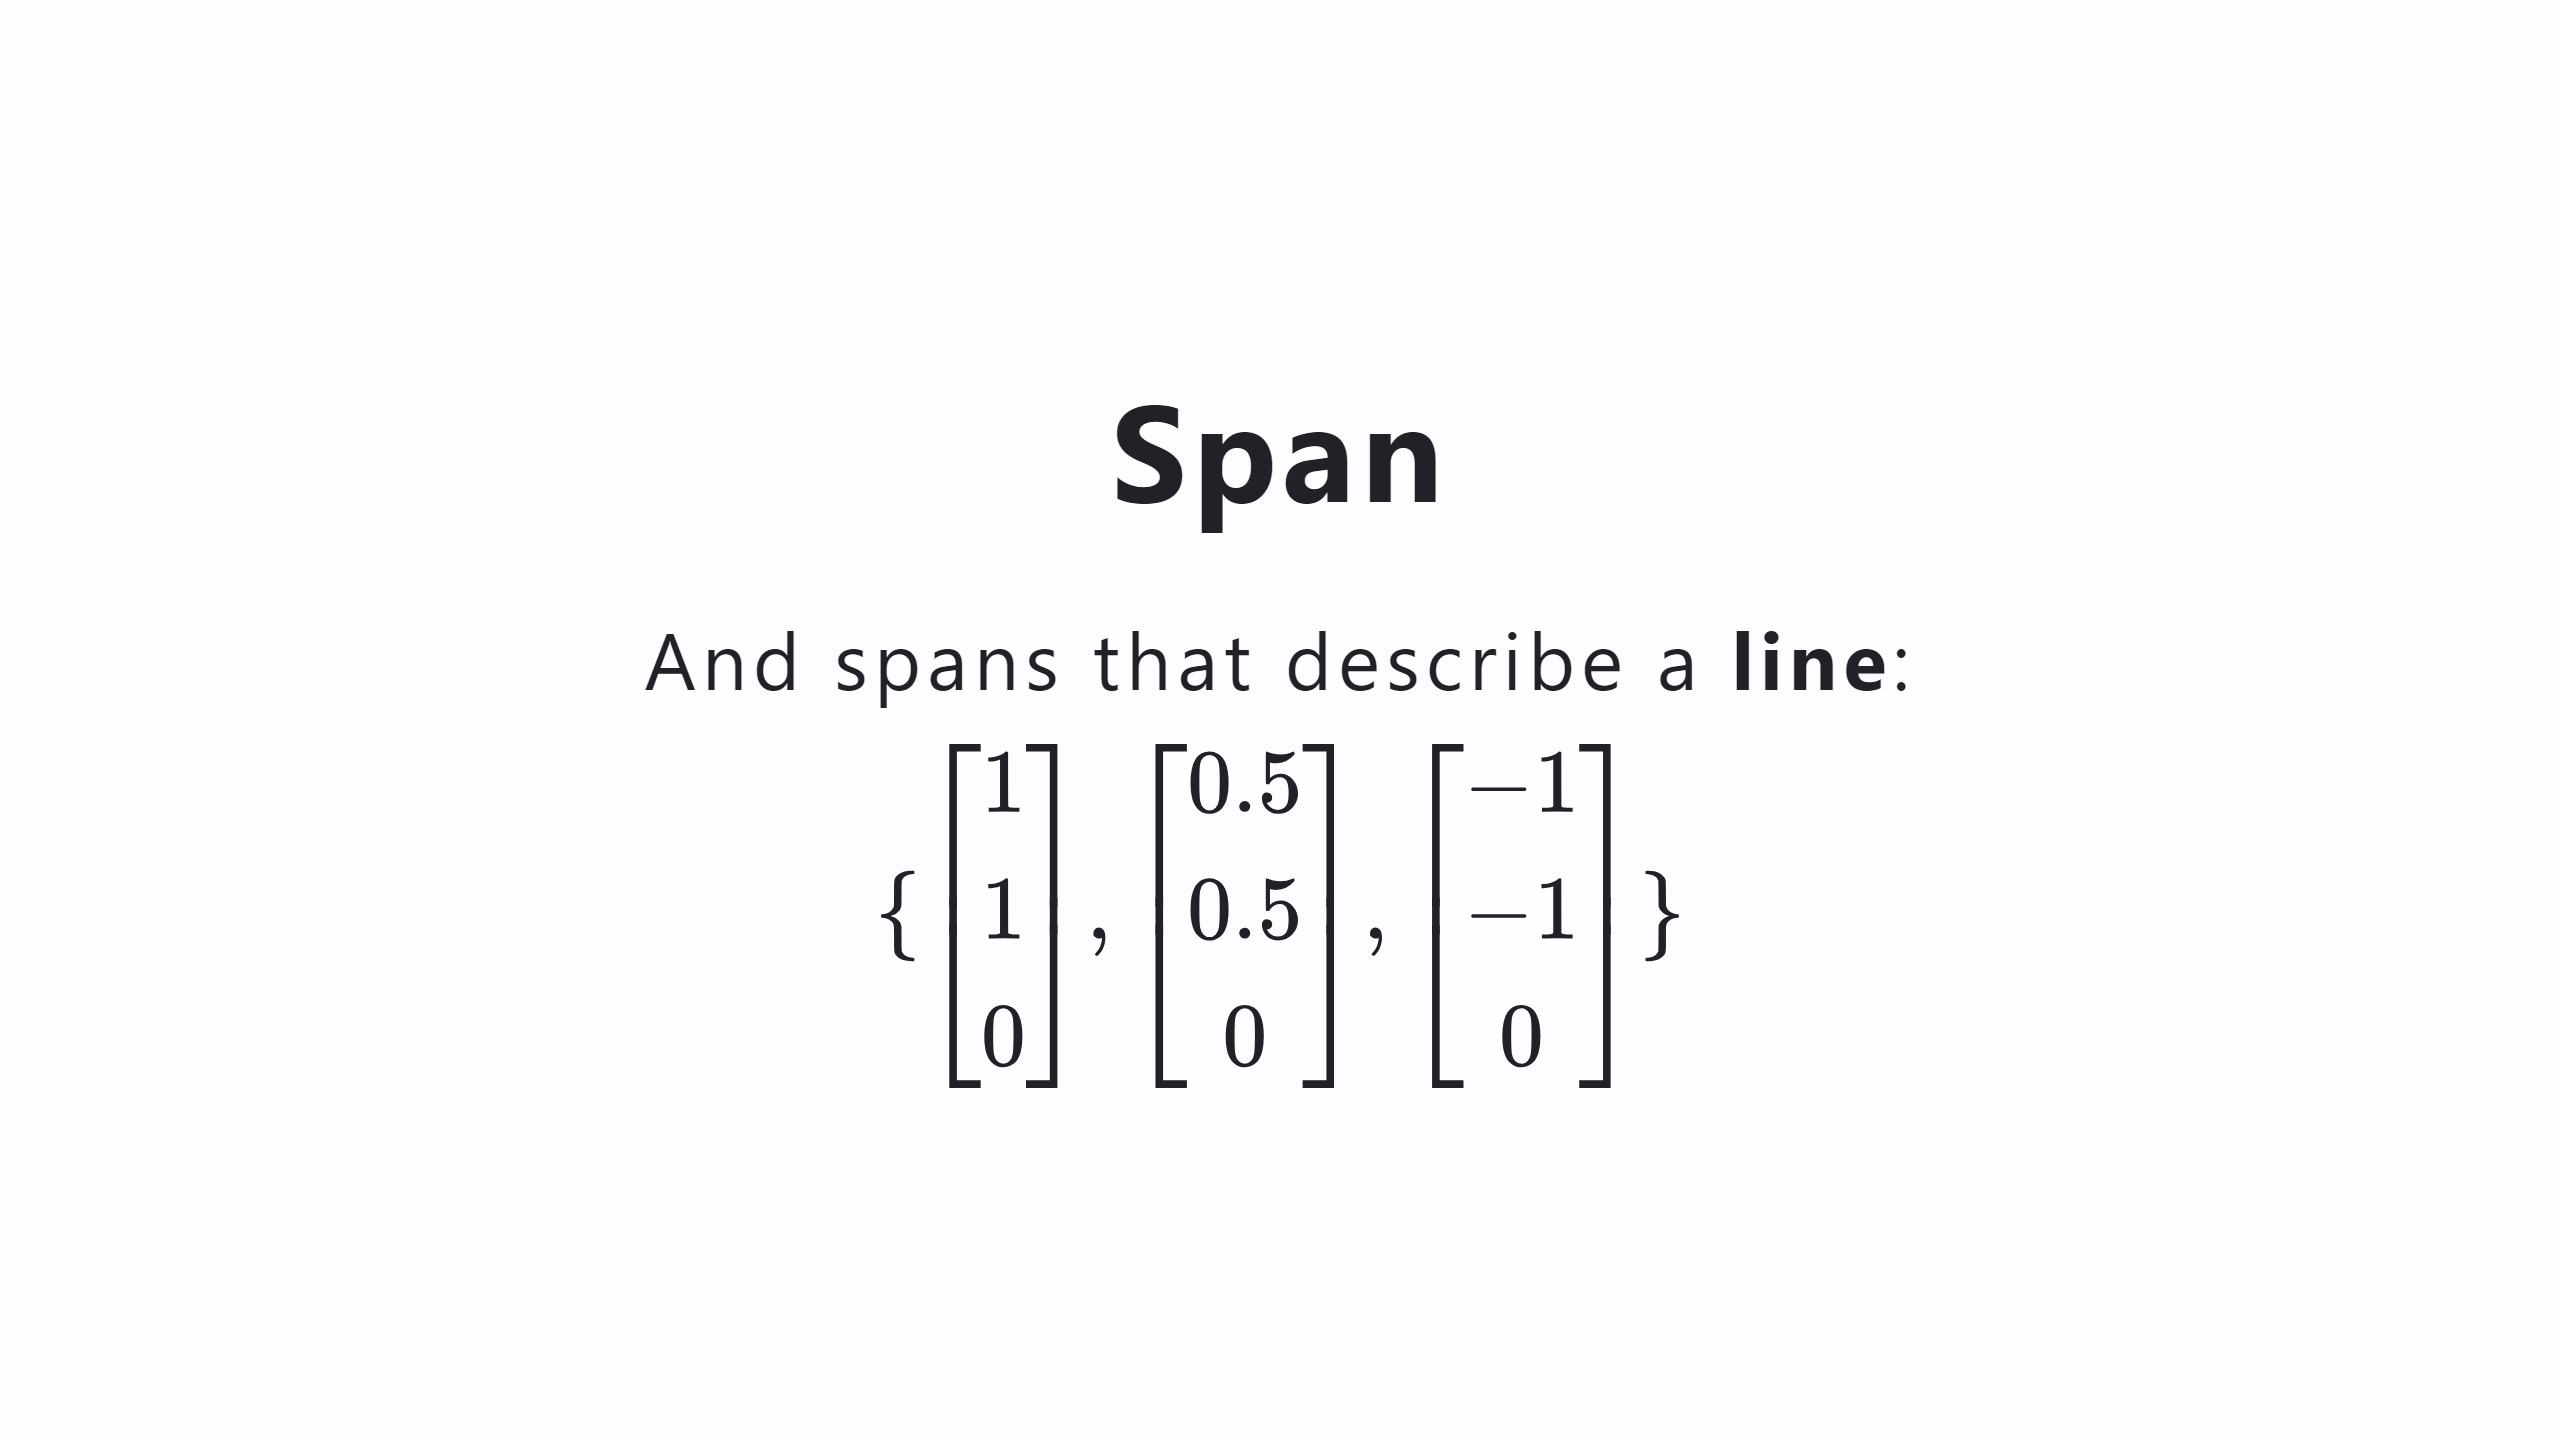 Span
And spans that describe a line:
{ [1 1 0], [0.5 0.5 0], [−1 −1 0] }